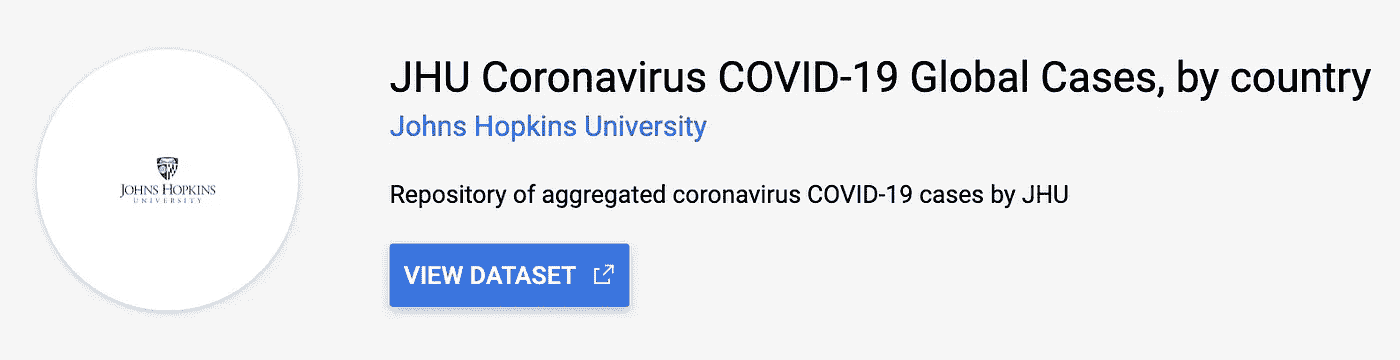 JHU Coronavirus COVID-19 Global Cases, by country
Johns Hopkins University
Repository of aggregated coronavirus COVID-19 cases by JHU
VIEW DATASET
JOHNS HOPKINS
UNIVERSITY